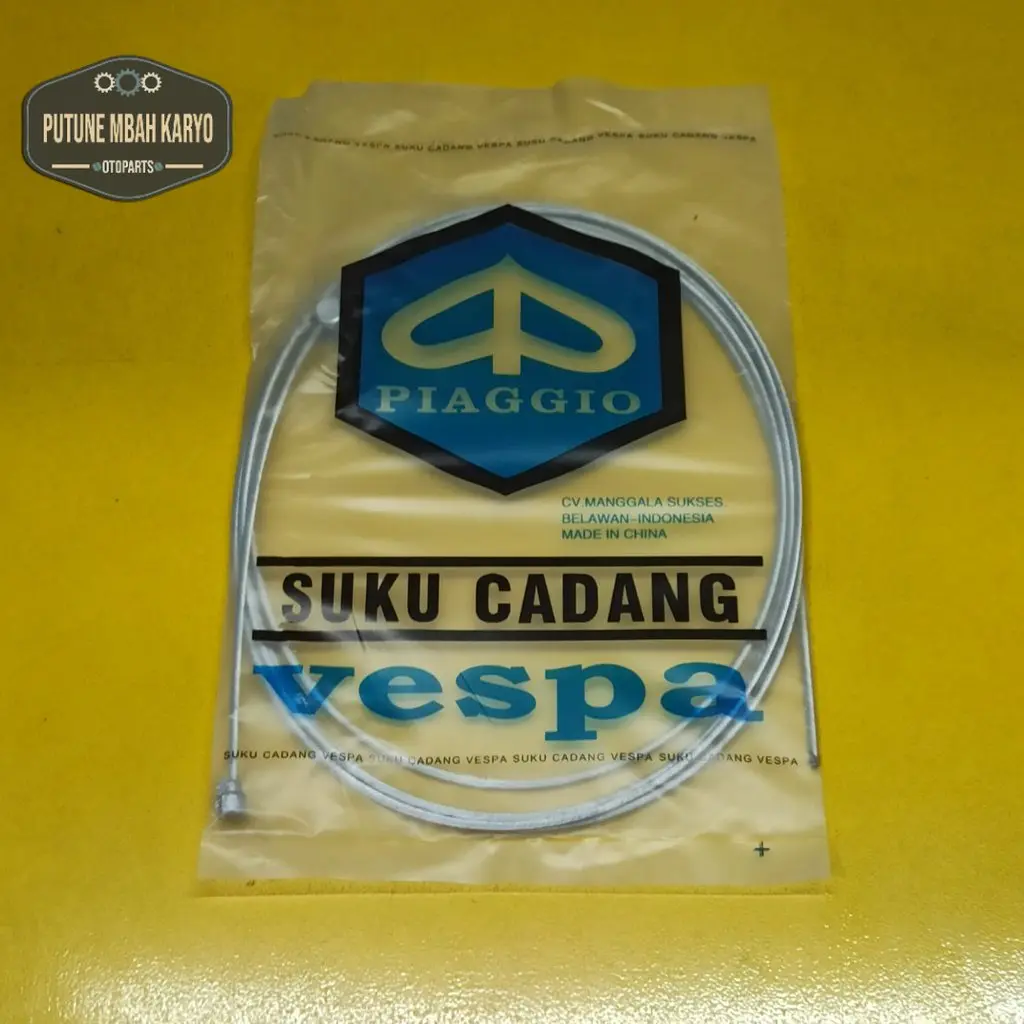 PUTUNE MBAH KARYO
OTOPARTS
VESPA SUKU CADANG VESPA SUKU CADANG VESPA SUKU CADANG VESPA
PIAGGIO
CV.MANGGALA SUKSES.
BELAWAN-INDONESIA
MADE IN CHINA
SUKU CADANG
vespa
SUKU CADANG VESPA SUKU CADANG VESPA SUKU CADANG VESPA SUKU CADANG VESPA